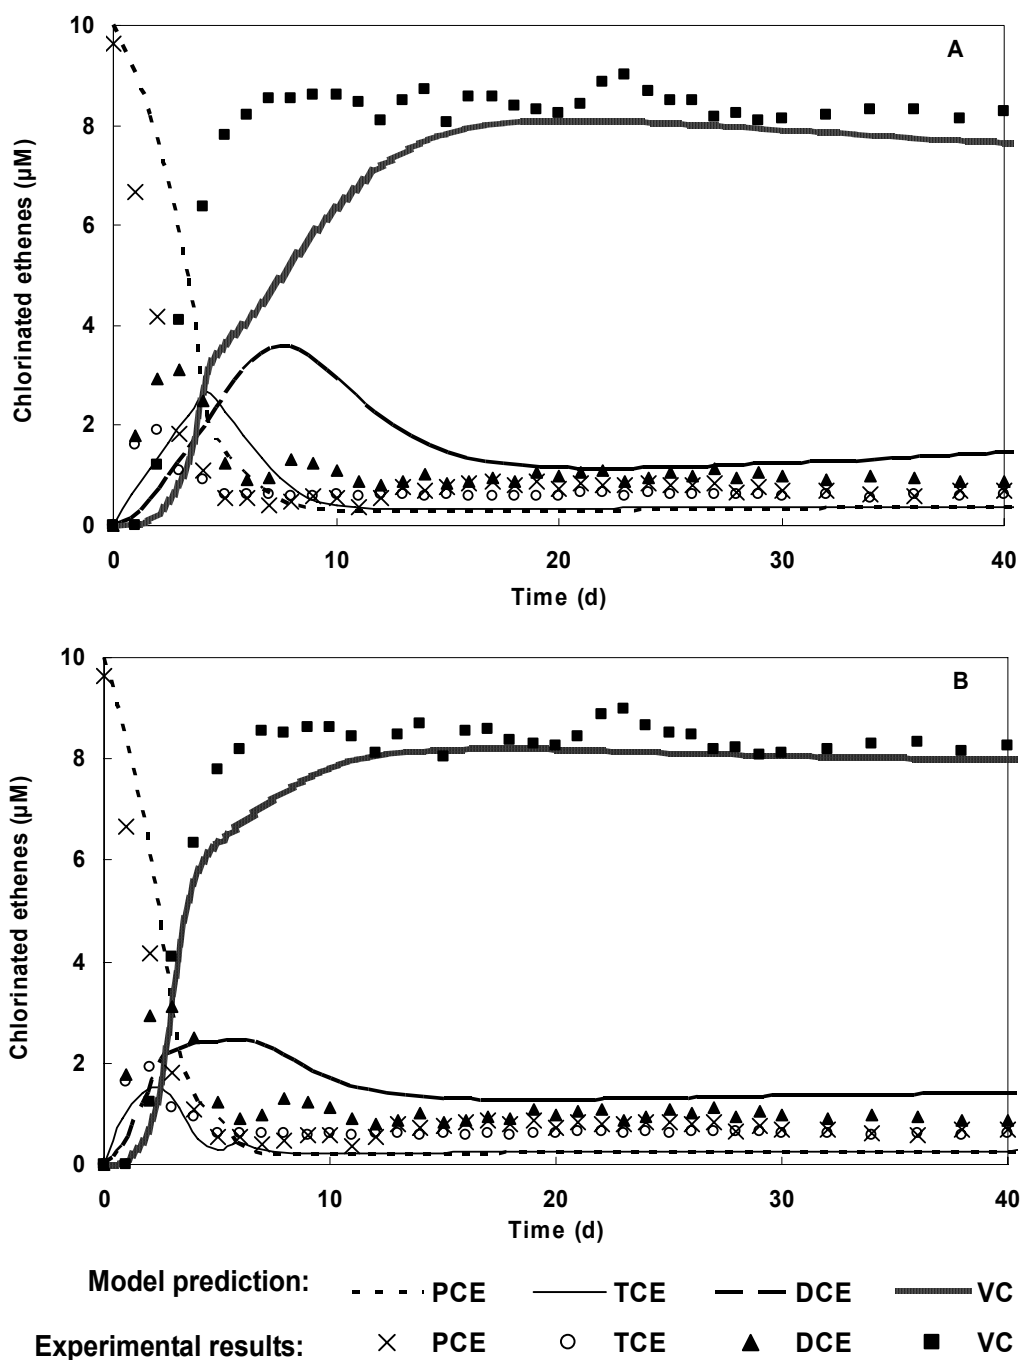 10
A
8
6
4
2
0
Chlorinated ethenes (µM)
0 10 20 30 40
Time (d)
10
B
8
6
4
2
0
Chlorinated ethenes (µM)
0 10 20 30 40
Time (d)
Model prediction: PCE TCE DCE VC
Experimental results: PCE TCE DCE VC